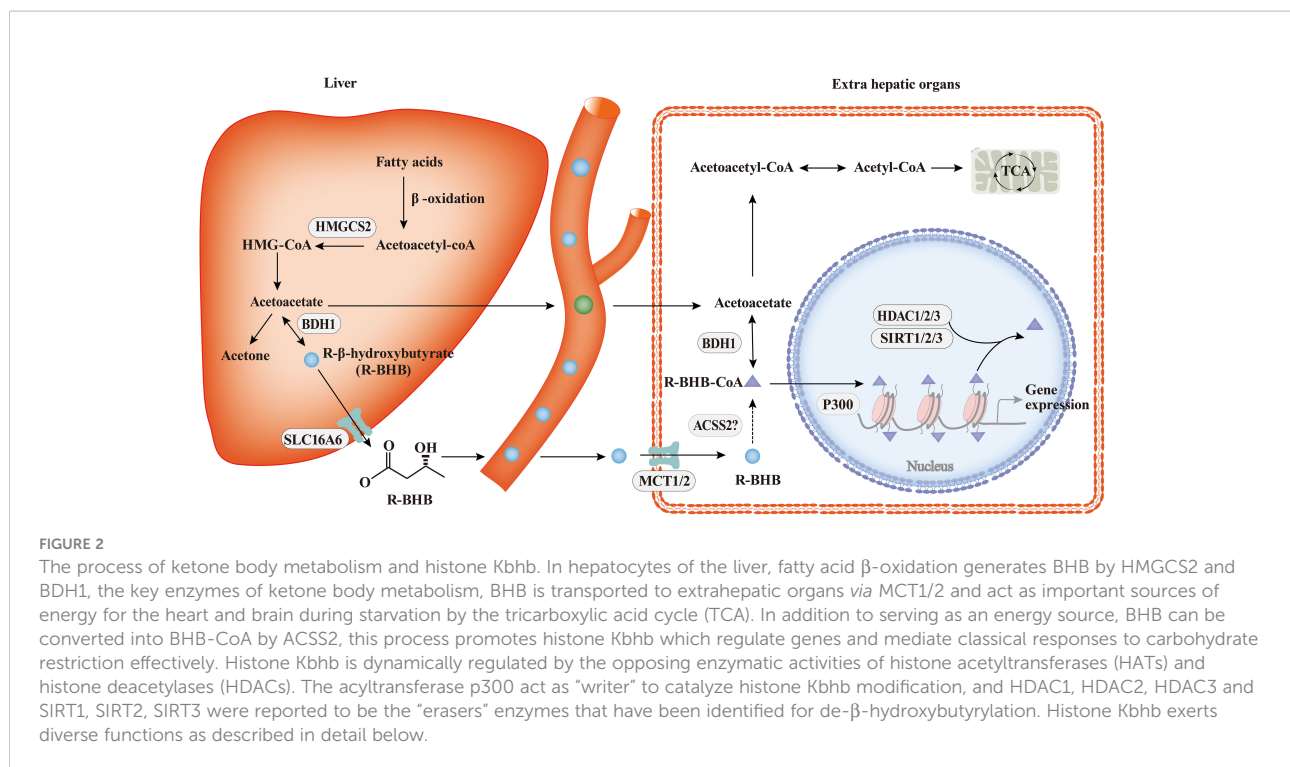 Liver
Extra hepatic organs
Fatty acids
β -oxidation
HMGCS2
HMG-CoA
Acetoacetyl-coA
Acetoacetate
BDH1
Acetone
R-β-hydroxybutyrate
(R-BHB)
SLC16A6
O
OH
O
R-BHB
Acetoacetyl-CoA
Acetyl-CoA
TCA
Acetoacetate
BDH1
R-BHB-CoA
ACSS2?
R-BHB
MCT1/2
HDAC1/2/3
SIRT1/2/3
P300
Gene
expression
Nucleus
FIGURE 2
The process of ketone body metabolism and histone Kbhb. In hepatocytes of the liver, fatty acid β-oxidation generates BHB by HMGCS2 and
BDH1, the key enzymes of ketone body metabolism, BHB is transported to extrahepatic organs via MCT1/2 and act as important sources of
energy for the heart and brain during starvation by the tricarboxylic acid cycle (TCA). In addition to serving as an energy source, BHB can be
converted into BHB-CoA by ACSS2, this process promotes histone Kbhb which regulate genes and mediate classical responses to carbohydrate
restriction effectively. Histone Kbhb is dynamically regulated by the opposing enzymatic activities of histone acetyltransferases (HATs) and
histone deacetylases (HDACs). The acyltransferase p300 act as “writer” to catalyze histone Kbhb modification, and HDAC1, HDAC2, HDAC3 and
SIRT1, SIRT2, SIRT3 were reported to be the “erasers” enzymes that have been identified for de-β-hydroxybutyrylation. Histone Kbhb exerts
diverse functions as described in detail below.